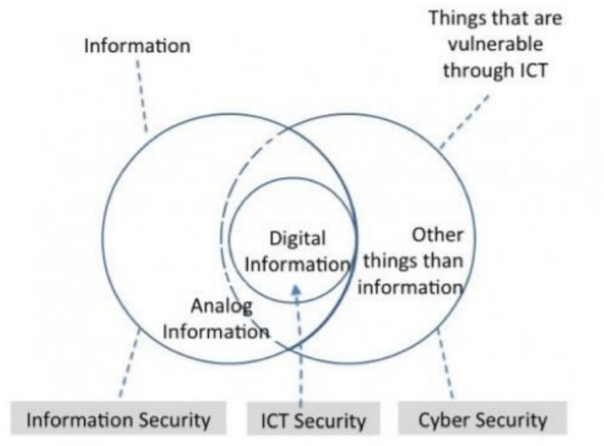 Information
Things that are
vulnerable
through ICT
Digital
Information
Other
things than
information
Analog
Information
Information Security
ICT Security
Cyber Security